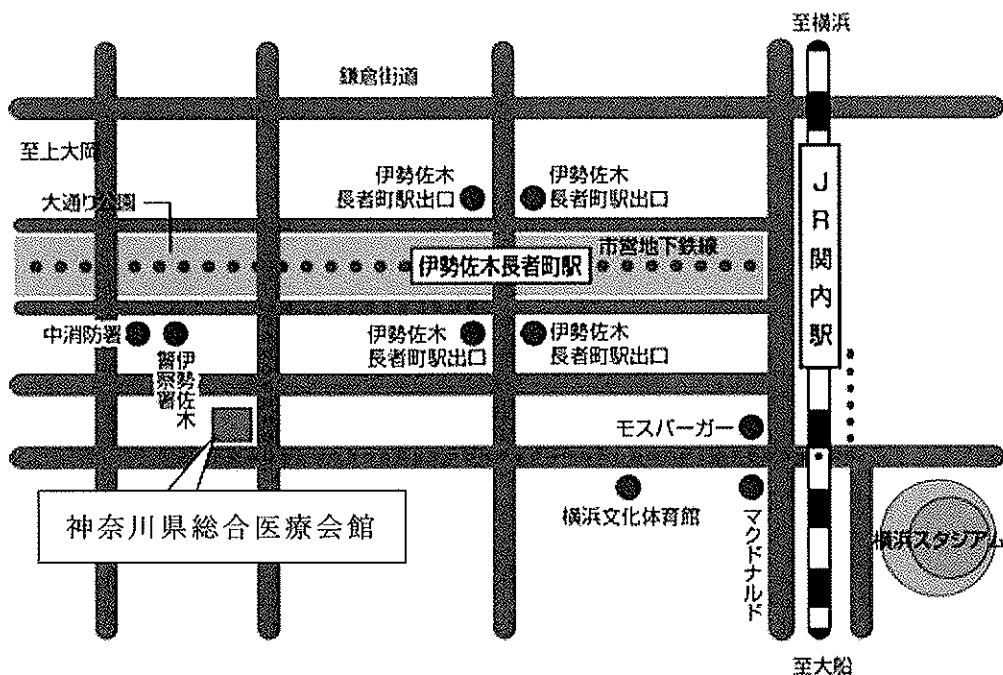 至横浜
鎌倉街道
至上大岡
伊勢佐木
長者町駅出口
伊勢佐木
長者町駅出口
大通り公園
JR関内駅
市営地下鉄線
伊勢佐木長者町駅
中消防署
伊勢佐木
警察署
伊勢佐木
長者町駅出口
伊勢佐木
長者町駅出口
モスバーガー
神奈川県総合医療会館
横浜文化体育館
マクドナルド
横浜スタジアム
至大船